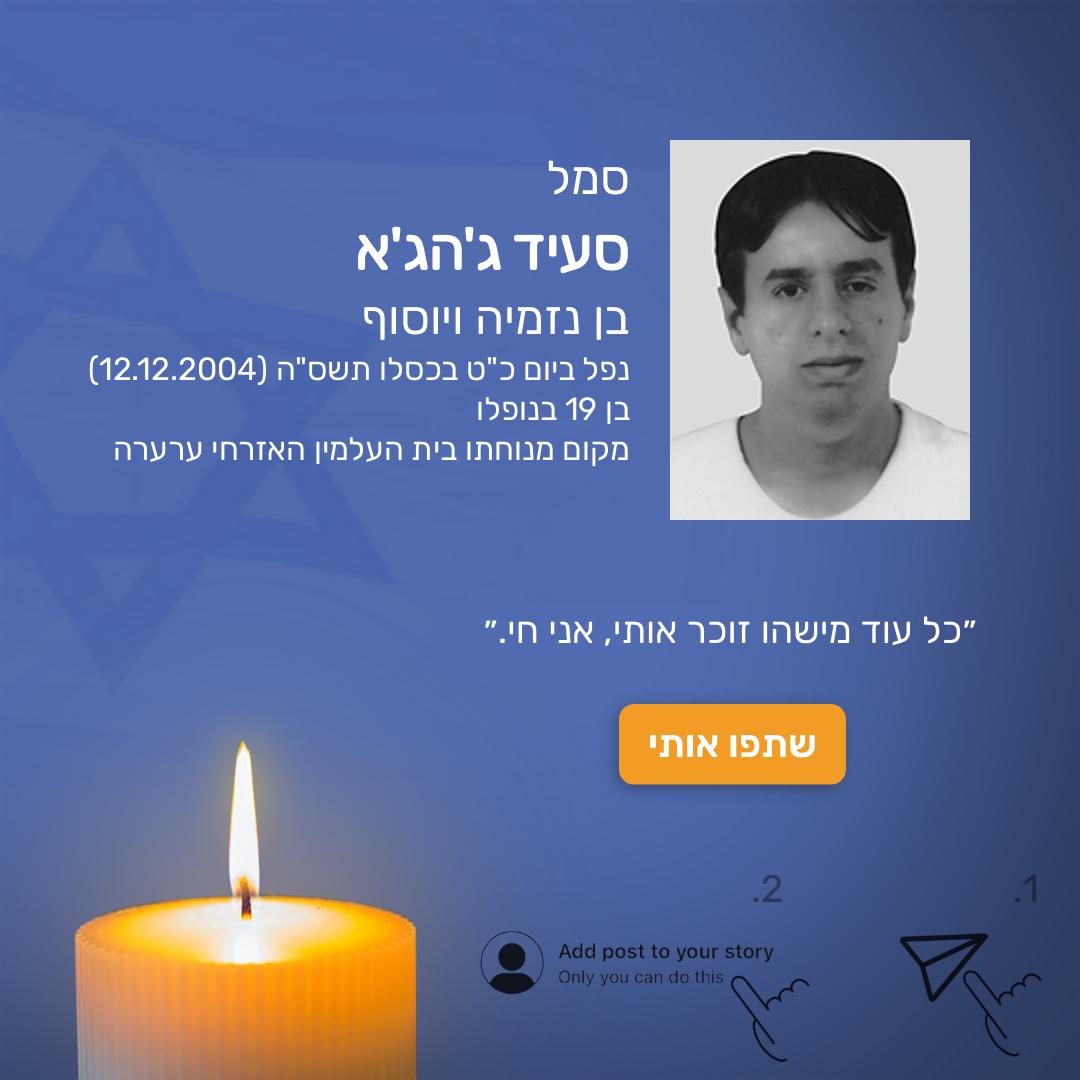 סמל
סעיד ג'הג'א
בן נזמיה ויוסוף
נפל ביום כ"ט בכסלו תשס"ה (12.12.2004)
בן 19 בנופלו
מקום מנוחתו בית העלמין האזרחי ערערה
״כל עוד מישהו זוכר אותי, אני חי.״
שתפו אותי
1.
2.
Add post to your story
Only you can do this